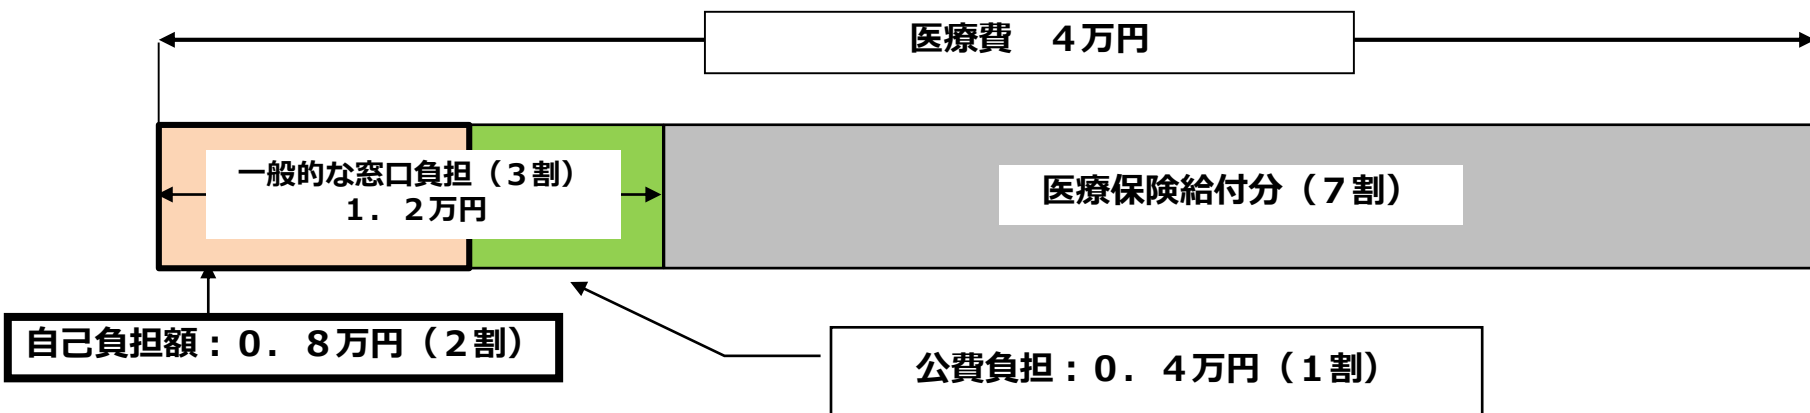 医療費　４万円
一般的な窓口負担（３割）
１．２万円
医療保険給付分（７割）
自己負担額：０．８万円（２割）
公費負担：０．４万円（１割）